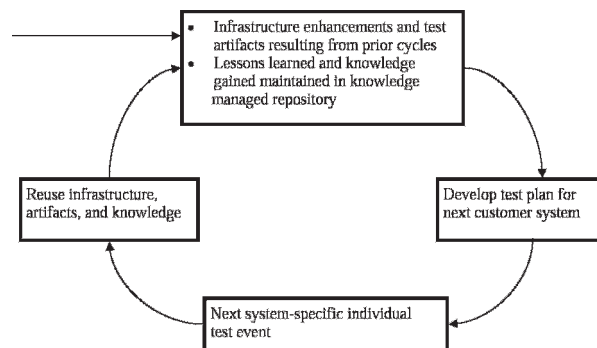 • Infrastructure enhancements and test
artifacts resulting from prior cycles
• Lessons learned and knowledge
gained maintained in knowledge
managed repository
Reuse infrastructure,
artifacts, and knowledge
Develop test plan for
next customer system
Next system-specific individual
test event